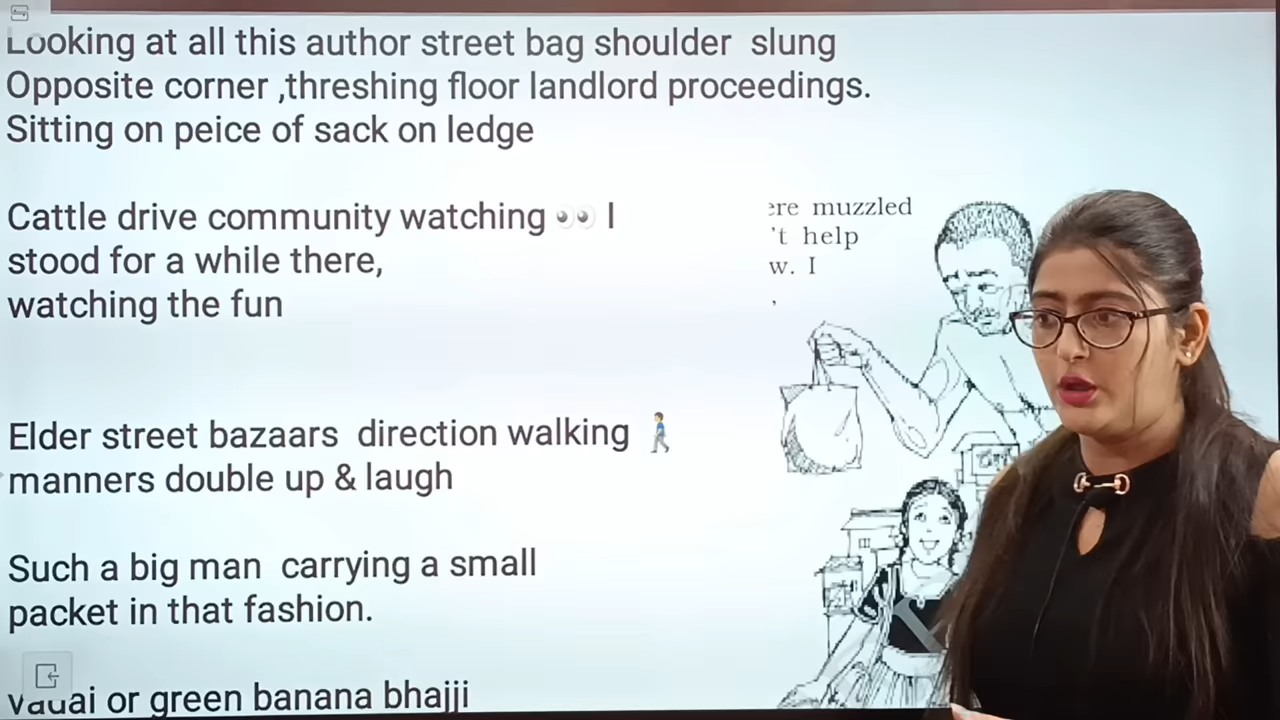 Looking at all this author street bag shoulder slung
Opposite corner ,threshing floor landlord proceedings.
Sitting on peice of sack on ledge
Cattle drive community watching 👀 I
stood for a while there,
watching the fun
ere muzzled
't help
w. I
,
Elder street bazaars direction walking 🚶
manners double up & laugh
Such a big man carrying a small
packet in that fashion.
vadai or green banana bhajji